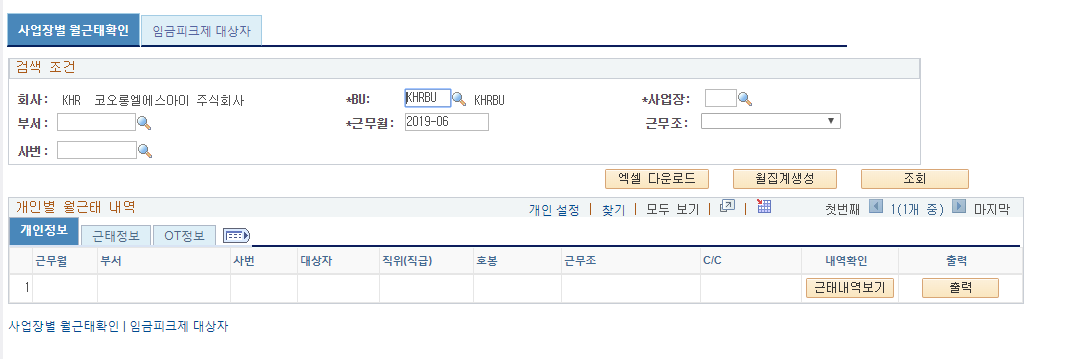 사업장별 월근태확인 임금피크제 대상자
검색 조건
회사: KHR 코오롱엘에스아이 주식회사 *BU: KHRBU KHRBU *사업장:
부서: *근무월: 2019-06 근무조:
사번:
엑셀 다운로드 월집계생성 조회
개인별 월근태 내역 개인 설정 | 찾기 | 모두 보기 | | 첫번째 1(1개 중) 마지막
개인정보 근태정보 OT정보
근무월 부서 사번 대상자 직위(직급) 호봉 근무조 C/C 내역확인 출력
1 근태내역보기 출력
사업장별 월근태확인 | 임금피크제 대상자